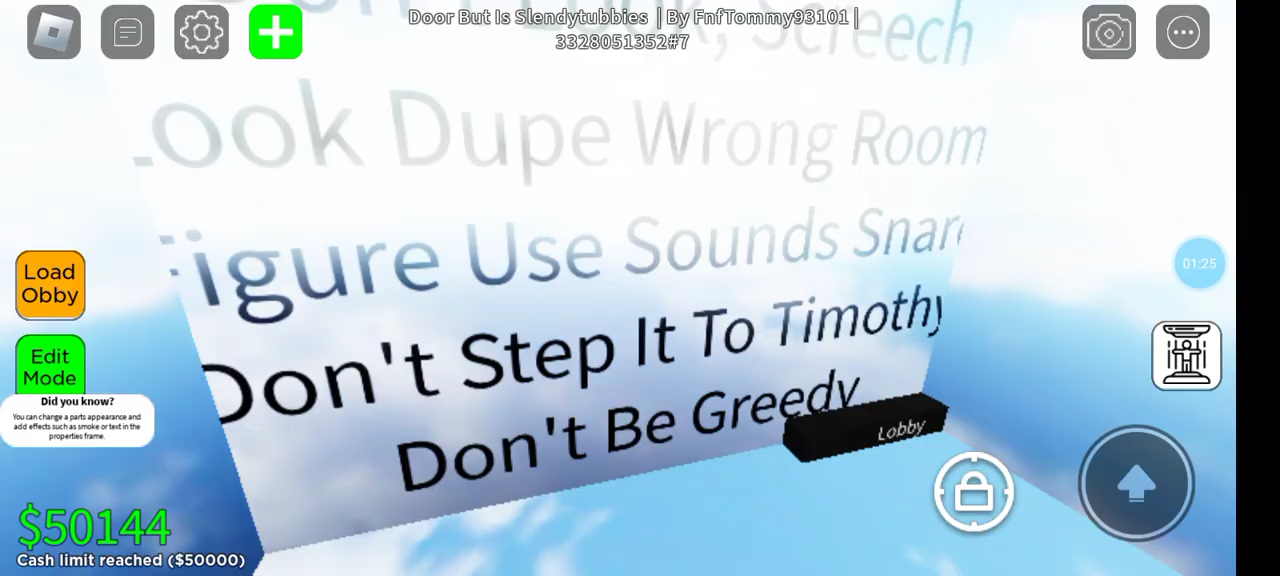 Door But Is Slendytubbies | By FnfTommy93101 |
3328051352#7
Screech
Look Dupe Wrong Room
Figure Use Sounds Snare
Don't Step It To Timothy
Don't Be Greedy
Lobby
Load
Obby
Edit
Mode
Did you know?
You can change a parts appearance and
add effects such as smoke or text in the
properties frame.
01:25
$50144
Cash limit reached ($50000)